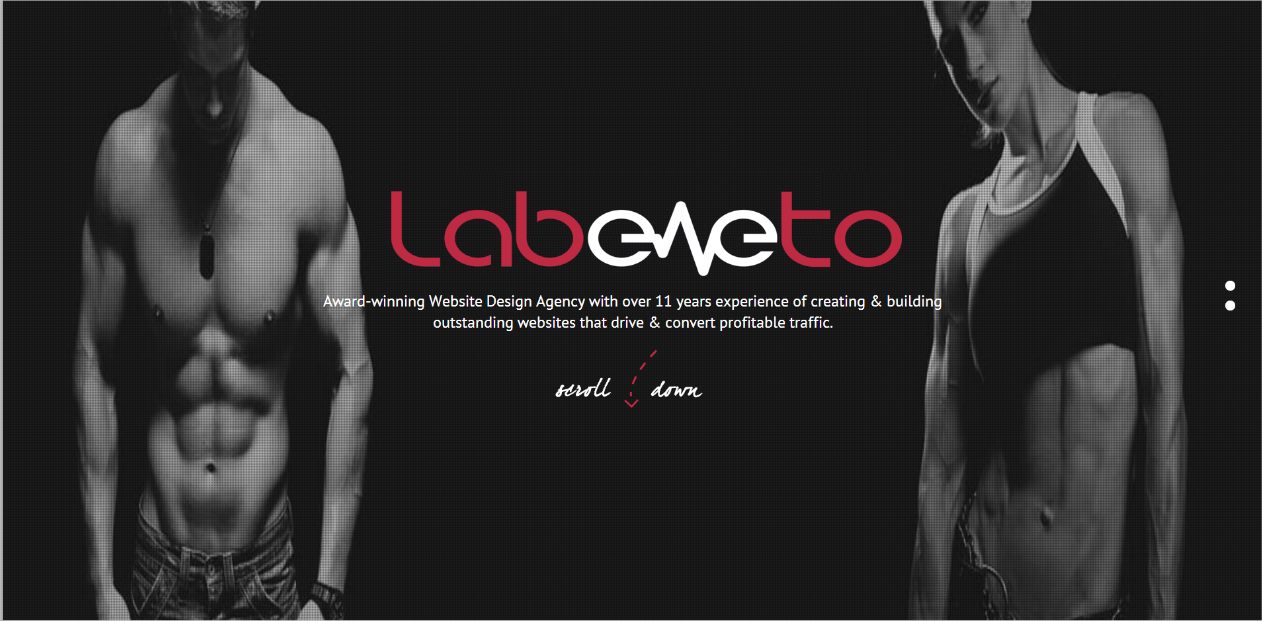 Labeneto
Award-winning Website Design Agency with over 11 years experience of creating & building
outstanding websites that drive & convert profitable traffic.
scroll down